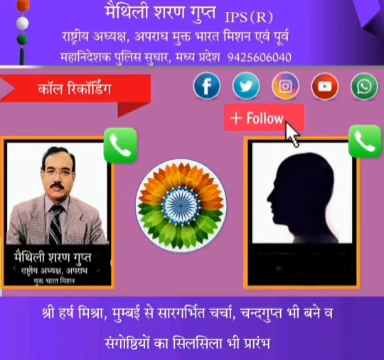 मैथिली शरण गुप्त IPS (R)
राष्ट्रीय अध्यक्ष, अपराध मुक्त भारत मिशन एवं पूर्व
महानिदेशक पुलिस सुधार, मध्य प्रदेश 9425606040
कॉल रिकॉर्डिंग
+ Follow
मैथिली शरण गुप्त
राष्ट्रीय अध्यक्ष, अपराध
मुक्त भारत मिशन
श्री हर्ष मिश्रा, मुम्बई से सारगर्भित चर्चा, चन्दगुप्त भी बने व
संगोष्ठियों का सिलसिला भी प्रारंभ